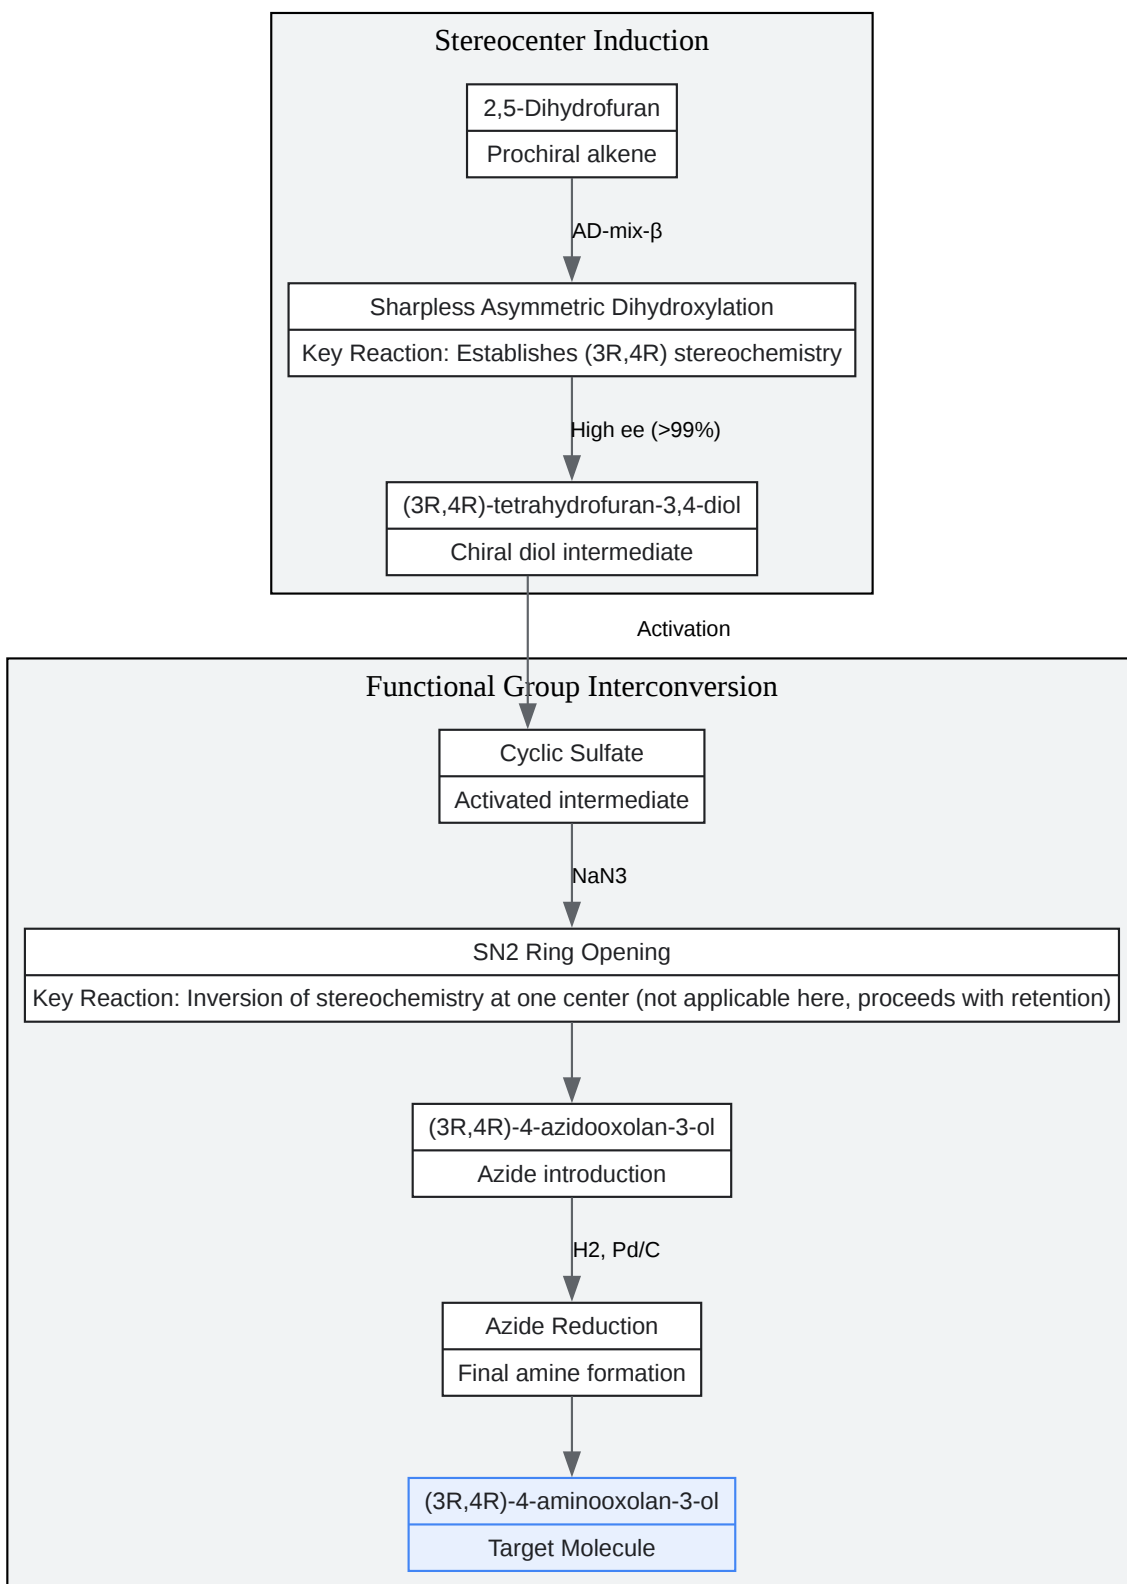 Stereocenter Induction
2,5-Dihydrofuran
Prochiral alkene
AD-mix-β
Sharpless Asymmetric Dihydroxylation
Key Reaction: Establishes (3R,4R) stereochemistry
High ee (>99%)
(3R,4R)-tetrahydrofuran-3,4-diol
Chiral diol intermediate
Activation
Functional Group Interconversion
Cyclic Sulfate
Activated intermediate
NaN3
SN2 Ring Opening
Key Reaction: Inversion of stereochemistry at one center (not applicable here, proceeds with retention)
(3R,4R)-4-azidooxolan-3-ol
Azide introduction
H2, Pd/C
Azide Reduction
Final amine formation
(3R,4R)-4-aminooxolan-3-ol
Target Molecule